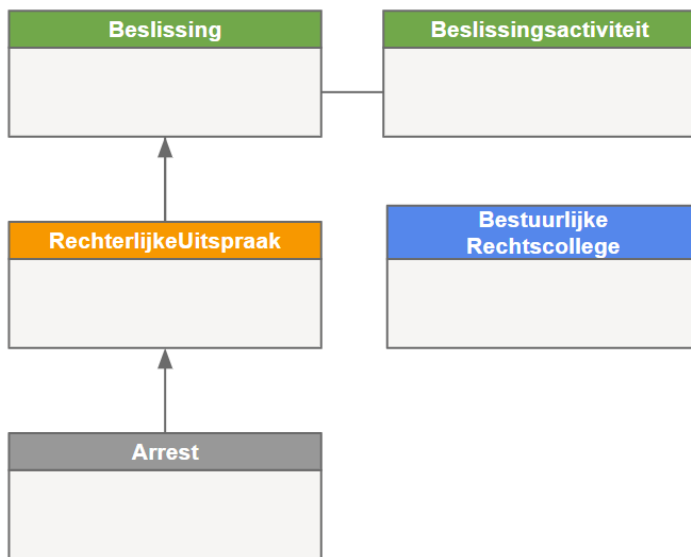 Beslissing
Beslissingsactiviteit
RechterlijkeUitspraak
Bestuurlijke
Rechtscollege
Arrest